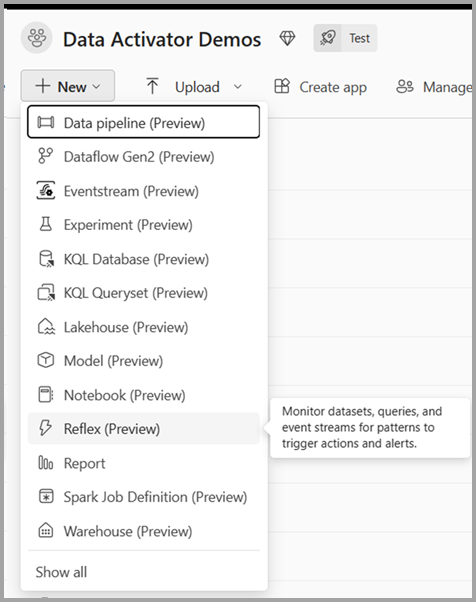 Data Activator Demos
Test
New
Upload
Create app
Manage
Data pipeline (Preview)
Dataflow Gen2 (Preview)
Eventstream (Preview)
Experiment (Preview)
KQL Database (Preview)
KQL Queryset (Preview)
Lakehouse (Preview)
Model (Preview)
Notebook (Preview)
Reflex (Preview)
Monitor datasets, queries, and
event streams for patterns to
trigger actions and alerts.
Report
Spark Job Definition (Preview)
Warehouse (Preview)
Show all